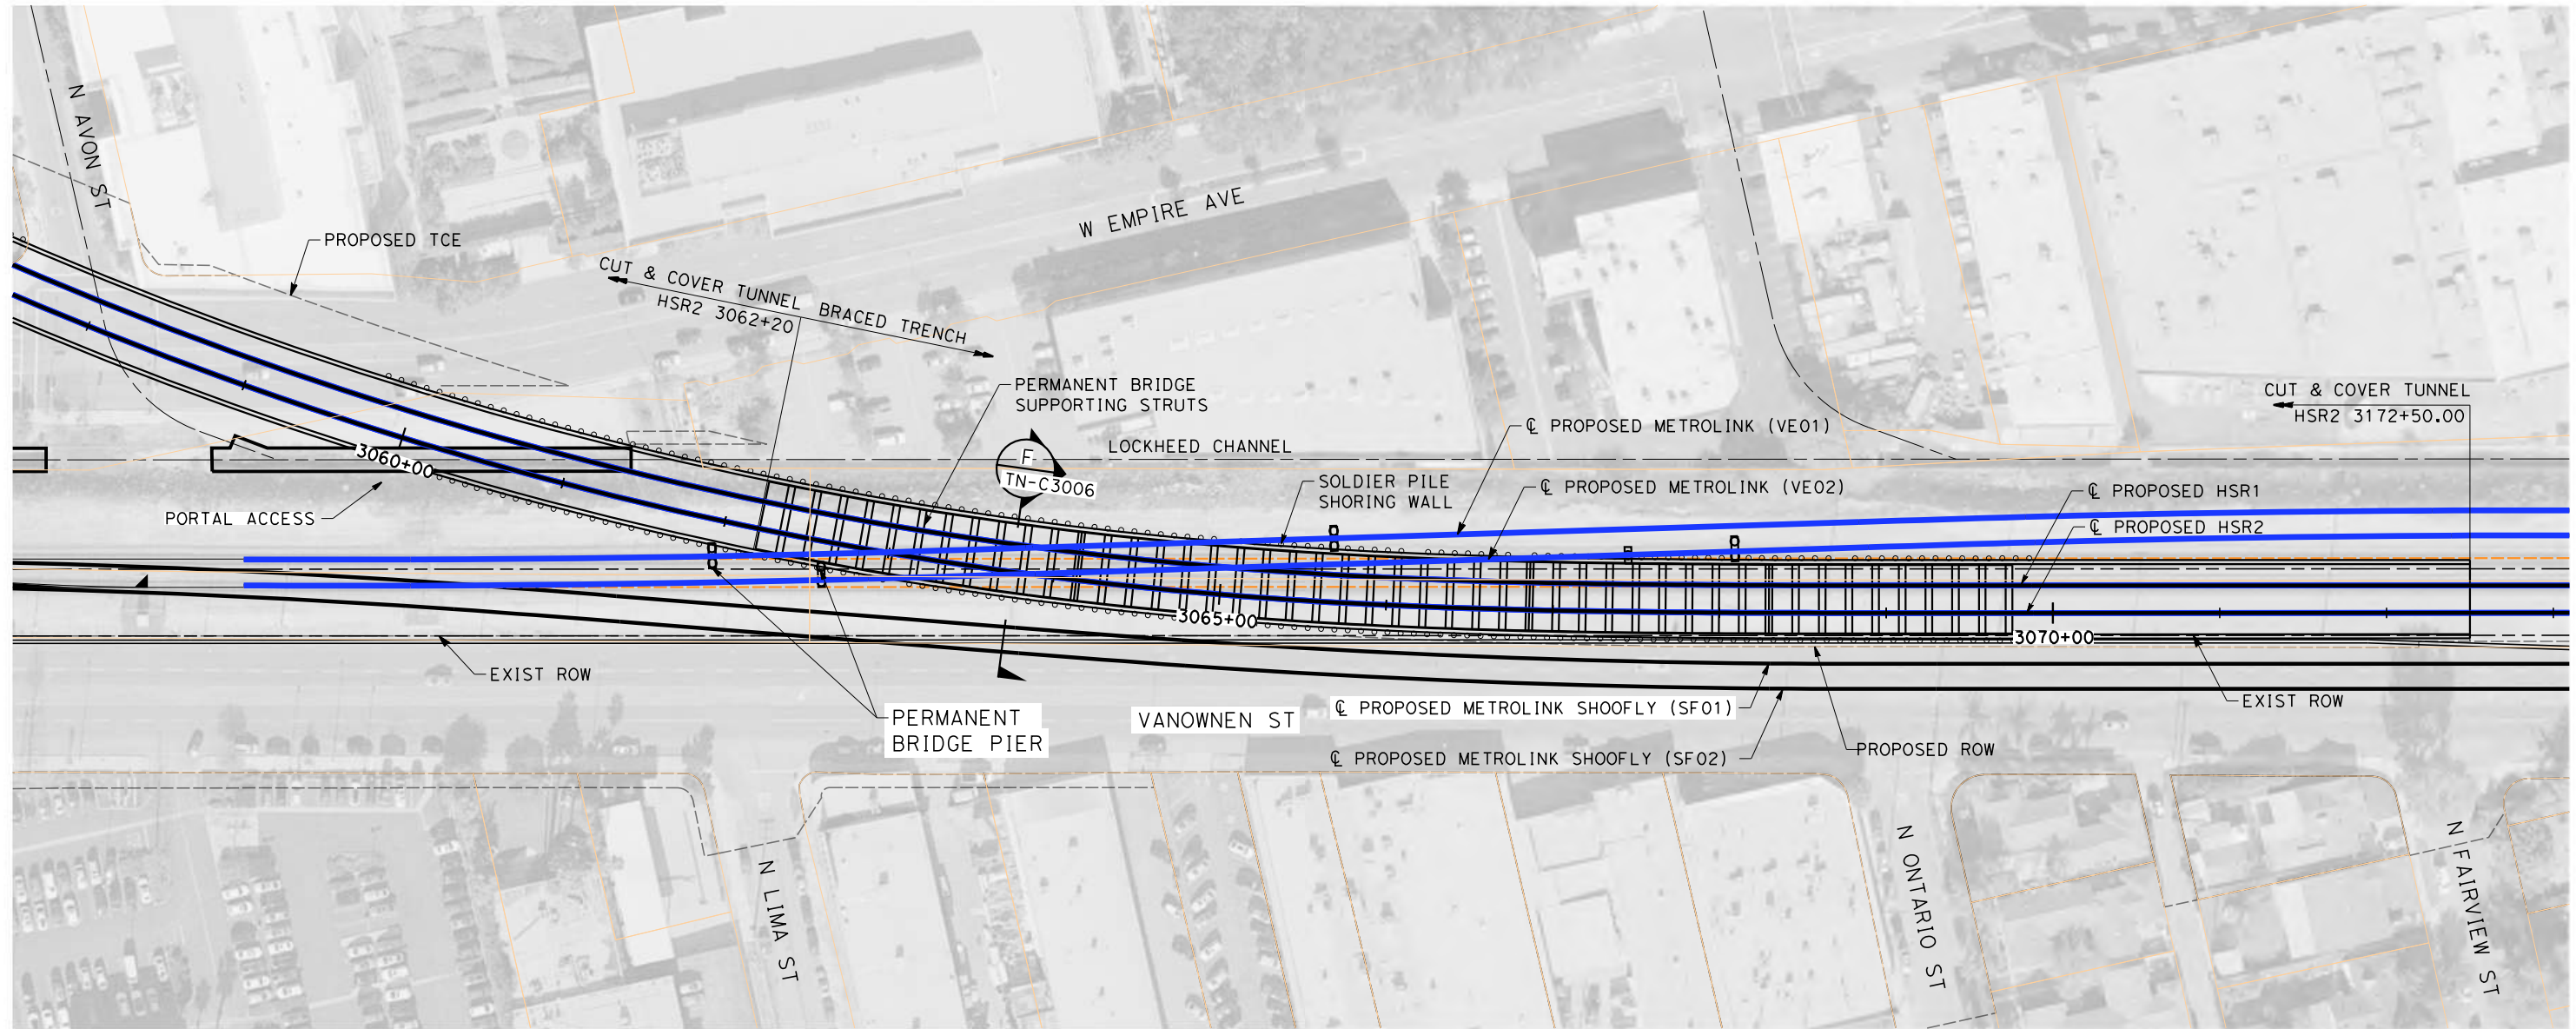 N AVON ST
PROPOSED TCE
CUT & COVER TUNNEL BRACED TRENCH
HSR2 3062+20
W EMPIRE AVE
PERMANENT BRIDGE
SUPPORTING STRUTS
F
TN-C3006
LOCKHEED CHANNEL
℄ PROPOSED METROLINK (VE01)
CUT & COVER TUNNEL
HSR2 3172+50.00
3060+00
PORTAL ACCESS
SOLDIER PILE
SHORING WALL
℄ PROPOSED METROLINK (VE02)
℄ PROPOSED HSR1
℄ PROPOSED HSR2
3065+00
3070+00
EXIST ROW
PERMANENT
BRIDGE PIER
VANOWNEN ST
℄ PROPOSED METROLINK SHOOFLY (SF01)
℄ PROPOSED METROLINK SHOOFLY (SF02)
PROPOSED ROW
EXIST ROW
N LIMA ST
N ONTARIO ST
N FAIRVIEW ST